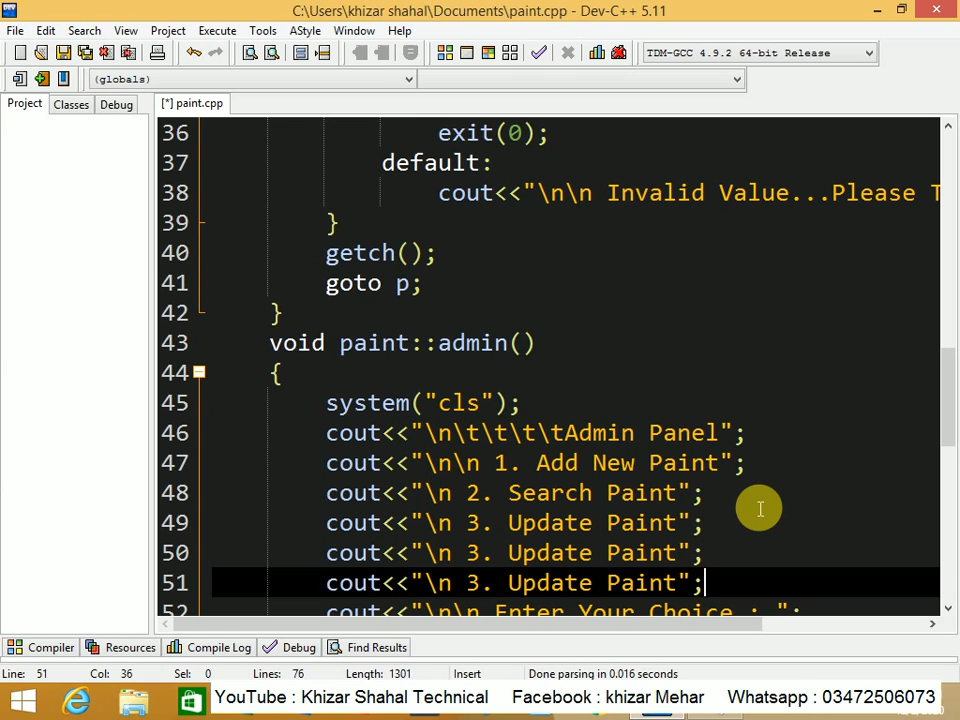 C:\Users\khizar shahal\Documents\paint.cpp - Dev-C++ 5.11
File Edit Search View Project Execute Tools AStyle Window Help
TDM-GCC 4.9.2 64-bit Release
(globals)
Project Classes Debug [*] paint.cpp
36 exit(0);
37 default:
38 cout<<"\n\n Invalid Value...Please T
39 }
40 getch();
41 goto p;
42 }
43 void paint::admin()
44 {
45 system("cls");
46 cout<<"\n\t\t\t\tAdmin Panel";
47 cout<<"\n\n 1. Add New Paint";
48 cout<<"\n 2. Search Paint";
49 cout<<"\n 3. Update Paint";
50 cout<<"\n 3. Update Paint";
51 cout<<"\n 3. Update Paint";
52 cout<<"\n\n Enter Your Choice : ";
Compiler Resources Compile Log Debug Find Results
Line: 51 Col: 36 Sel: 0 Lines: 76 Length: 1301 Insert Done parsing in 0.016 seconds
YouTube : Khizar Shahal Technical Facebook : khizar Mehar Whatsapp : 03472506073